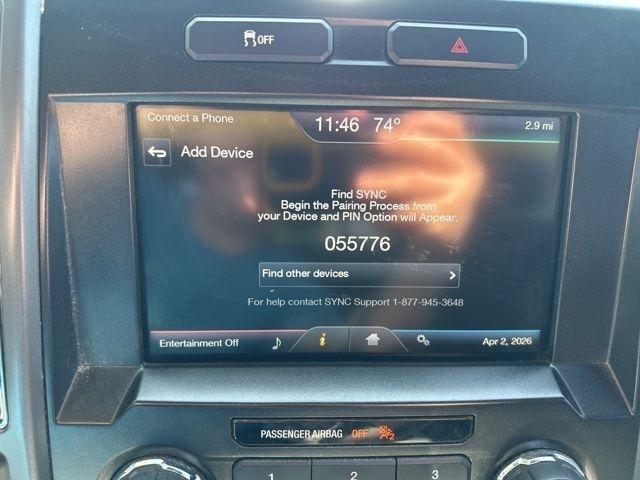 OFF
Connect a Phone
11:46 74°
2.9 mi
Add Device
Find SYNC
Begin the Pairing Process from
your Device and PIN Option will Appear.
055776
Find other devices
For help contact SYNC Support 1-877-945-3648
Entertainment Off
i
Apr 2, 2026
PASSENGER AIRBAG OFF
2
1 2 3